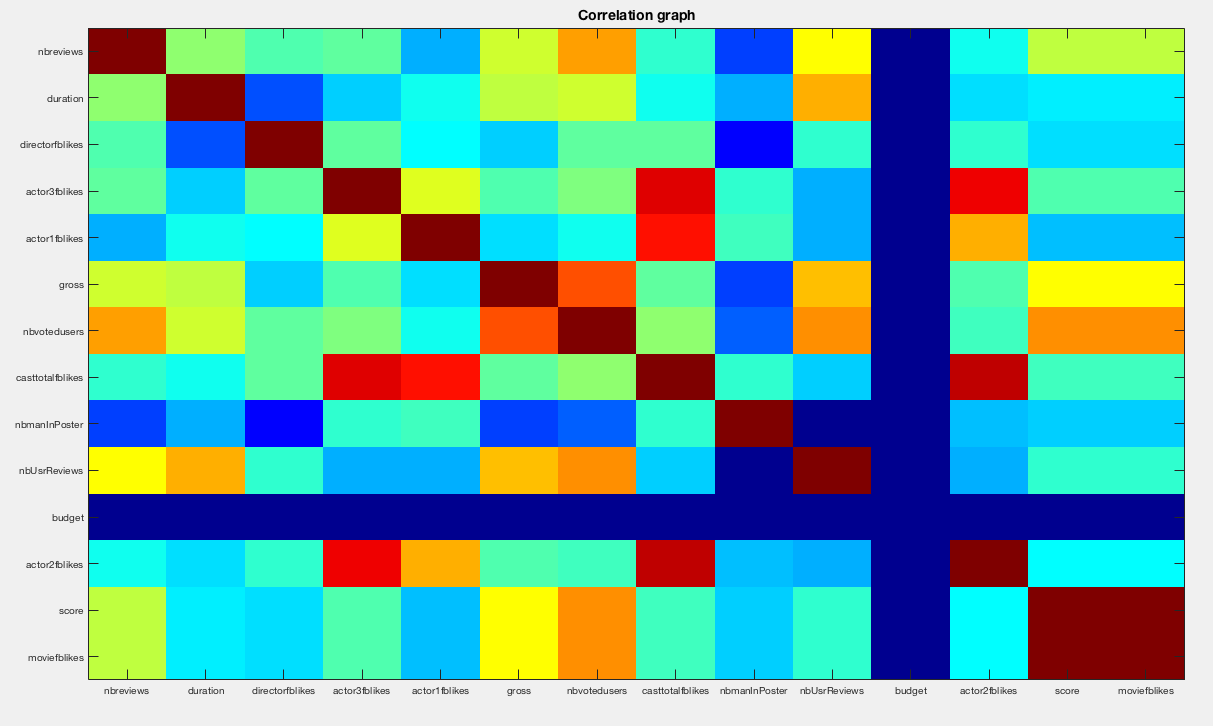 Correlation graph
nbreviews
duration
directorfblikes
actor3fblikes
actor1fblikes
gross
nbvotedusers
casttotalfblikes
nbmanInPoster
nbUsrReviews
budget
actor2fblikes
score
moviefblikes
nbreviews duration directorfblikes actor3fblikes actor1fblikes gross nbvotedusers casttotalfblikes nbmanInPoster nbUsrReviews budget actor2fblikes score moviefblikes